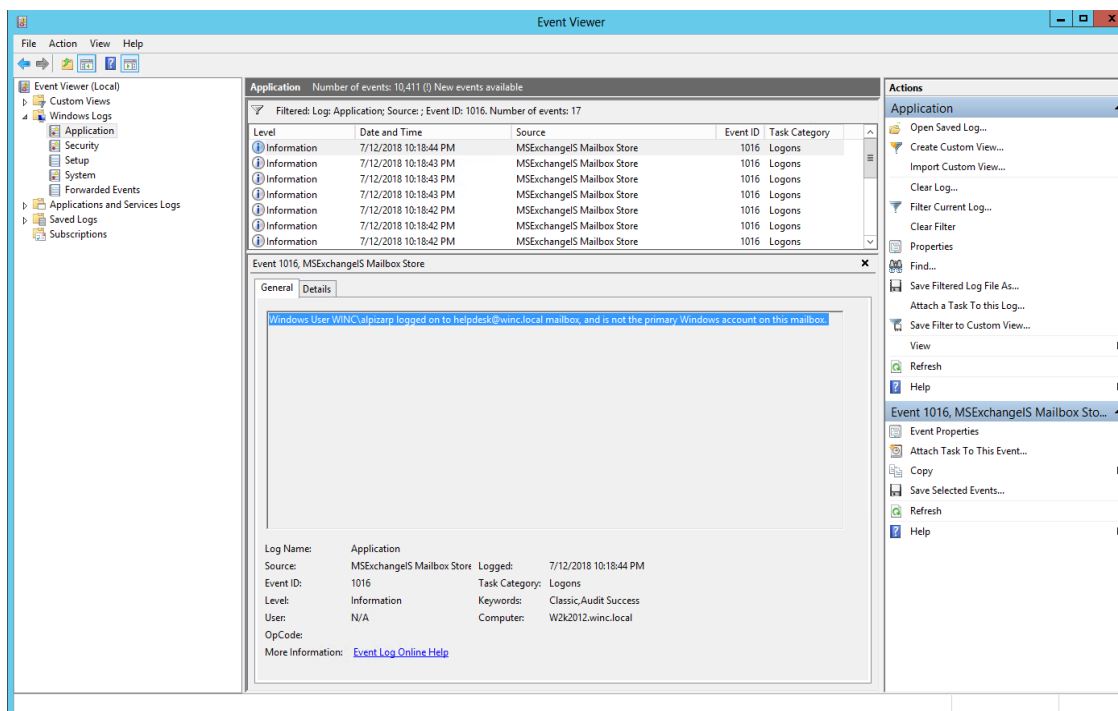 Event Viewer
File Action View Help
Event Viewer (Local)
Custom Views
Windows Logs
Application
Security
Setup
System
Forwarded Events
Applications and Services Logs
Saved Logs
Subscriptions
Application Number of events: 10,411 (!) New events available
Filtered: Log: Application; Source: ; Event ID: 1016. Number of events: 17
Level Date and Time Source Event ID Task Category
Information 7/12/2018 10:18:44 PM MSExchangeIS Mailbox Store 1016 Logons
Information 7/12/2018 10:18:43 PM MSExchangeIS Mailbox Store 1016 Logons
Information 7/12/2018 10:18:43 PM MSExchangeIS Mailbox Store 1016 Logons
Information 7/12/2018 10:18:43 PM MSExchangeIS Mailbox Store 1016 Logons
Information 7/12/2018 10:18:42 PM MSExchangeIS Mailbox Store 1016 Logons
Information 7/12/2018 10:18:42 PM MSExchangeIS Mailbox Store 1016 Logons
Information 7/12/2018 10:18:42 PM MSExchangeIS Mailbox Store 1016 Logons
Event 1016, MSExchangeIS Mailbox Store
General Details
Windows User WINC\alpizarp logged on to helpdesk@winc.local mailbox, and is not the primary Windows account on this mailbox.
Log Name: Application
Source: MSExchangeIS Mailbox Store Logged: 7/12/2018 10:18:44 PM
Event ID: 1016 Task Category: Logons
Level: Information Keywords: Classic,Audit Success
User: N/A Computer: W2k2012.winc.local
OpCode:
More Information: Event Log Online Help
Actions
Application
Open Saved Log...
Create Custom View...
Import Custom View...
Clear Log...
Filter Current Log...
Clear Filter
Properties
Find...
Save Filtered Log File As...
Attach a Task To this Log...
Save Filter to Custom View...
View
Refresh
Help
Event 1016, MSExchangeIS Mailbox Sto...
Event Properties
Attach Task To This Event...
Copy
Save Selected Events...
Refresh
Help